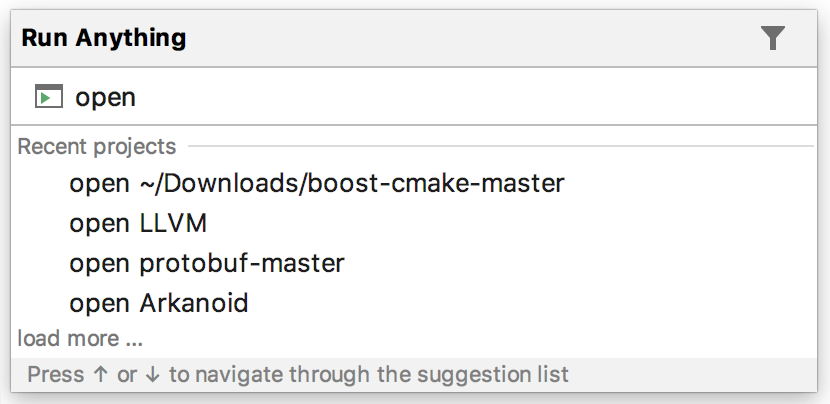 Run Anything
open
Recent projects
open ~/Downloads/boost-cmake-master
open LLVM
open protobuf-master
open Arkanoid
load more ...
Press ↑ or ↓ to navigate through the suggestion list